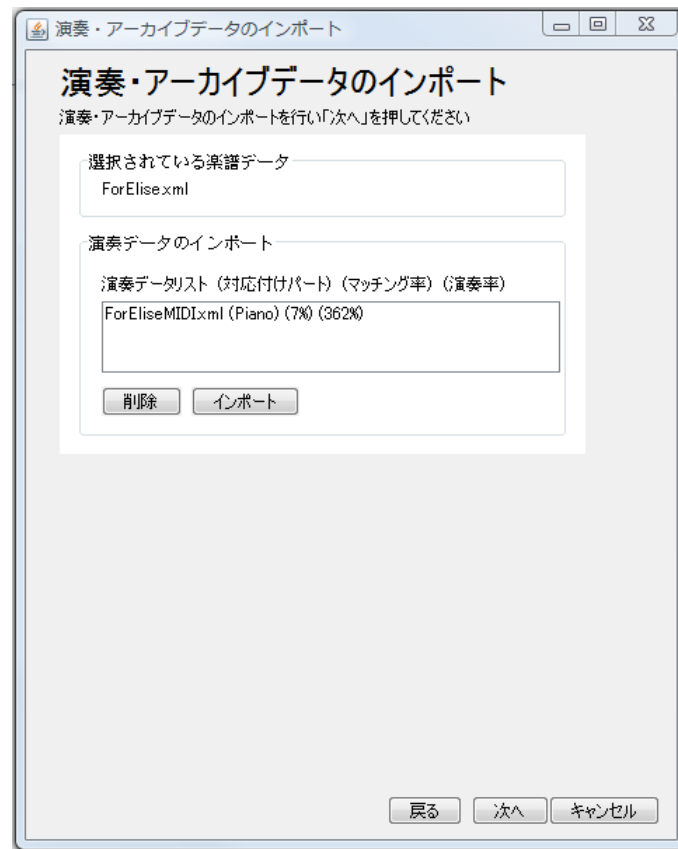 演奏・アーカイブデータのインポート
演奏・アーカイブデータのインポート
演奏・アーカイブデータのインポートを行い「次へ」を押してください
選択されている楽譜データ
ForElise.xml
演奏データのインポート
演奏データリスト (対応付けパート) (マッチング率) (演奏率)
ForEliseMIDI.xml (Piano) (7%) (362%)
削除 インポート
戻る 次へ キャンセル